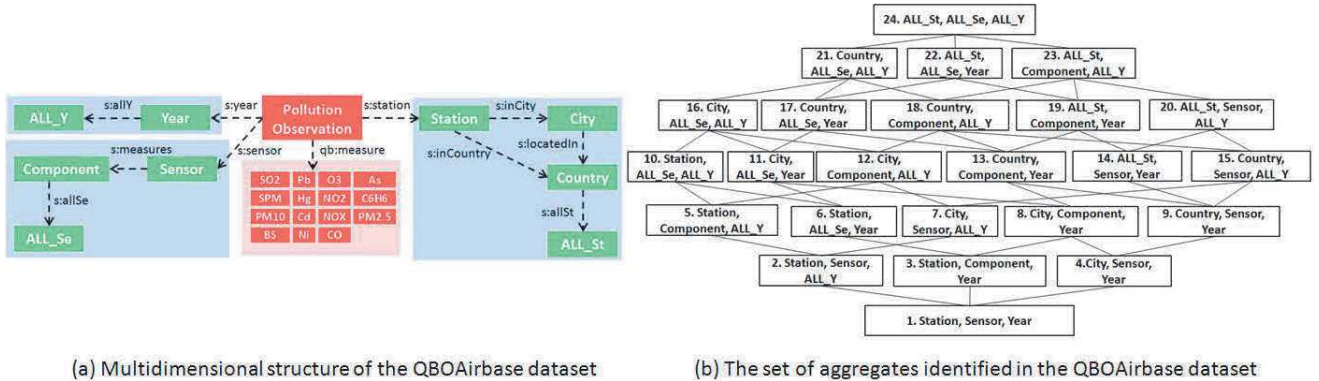 s:allY
s:year
s:station
s:inCity
ALL_Y
Year
Pollution
Observation
Station
City
s:measures
s:sensor
qb:measure
s:inCountry
s:locatedIn
Component
Sensor
Country
s:allSe
s:allSt
ALL_Se
ALL_St
SO2 Pb O3 As
SPM Hg NO2 C6H6
PM10 Cd NOX PM2.5
BS Ni CO
(a) Multidimensional structure of the QBOAirbase dataset
24. ALL_St, ALL_Se, ALL_Y
21. Country,
ALL_Se, ALL_Y
22. ALL_St,
ALL_Se, Year
23. ALL_St,
Component, ALL_Y
16. City,
ALL_Se, ALL_Y
17. Country,
ALL_Se, Year
18. Country,
Component, ALL_Y
19. ALL_St,
Component, Year
20. ALL_St, Sensor,
ALL_Y
10. Station,
ALL_Se, ALL_Y
11. City,
ALL_Se, Year
12. City,
Component, ALL_Y
13. Country,
Component, Year
14. ALL_St,
Sensor, Year
15. Country,
Sensor, ALL_Y
5. Station,
Component, ALL_Y
6. Station,
ALL_Se, Year
7. City,
Sensor, ALL_Y
8. City, Component,
Year
9. Country, Sensor,
Year
2. Station, Sensor,
ALL_Y
3. Station, Component,
Year
4.City, Sensor,
Year
1. Station, Sensor, Year
(b) The set of aggregates identified in the QBOAirbase dataset